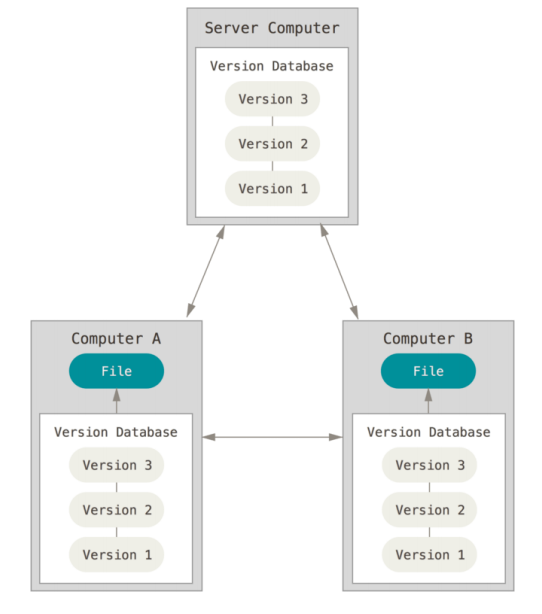 Server Computer
Version Database
Version 3
Version 2
Version 1
Computer A
File
Version Database
Version 3
Version 2
Version 1
Computer B
File
Version Database
Version 3
Version 2
Version 1